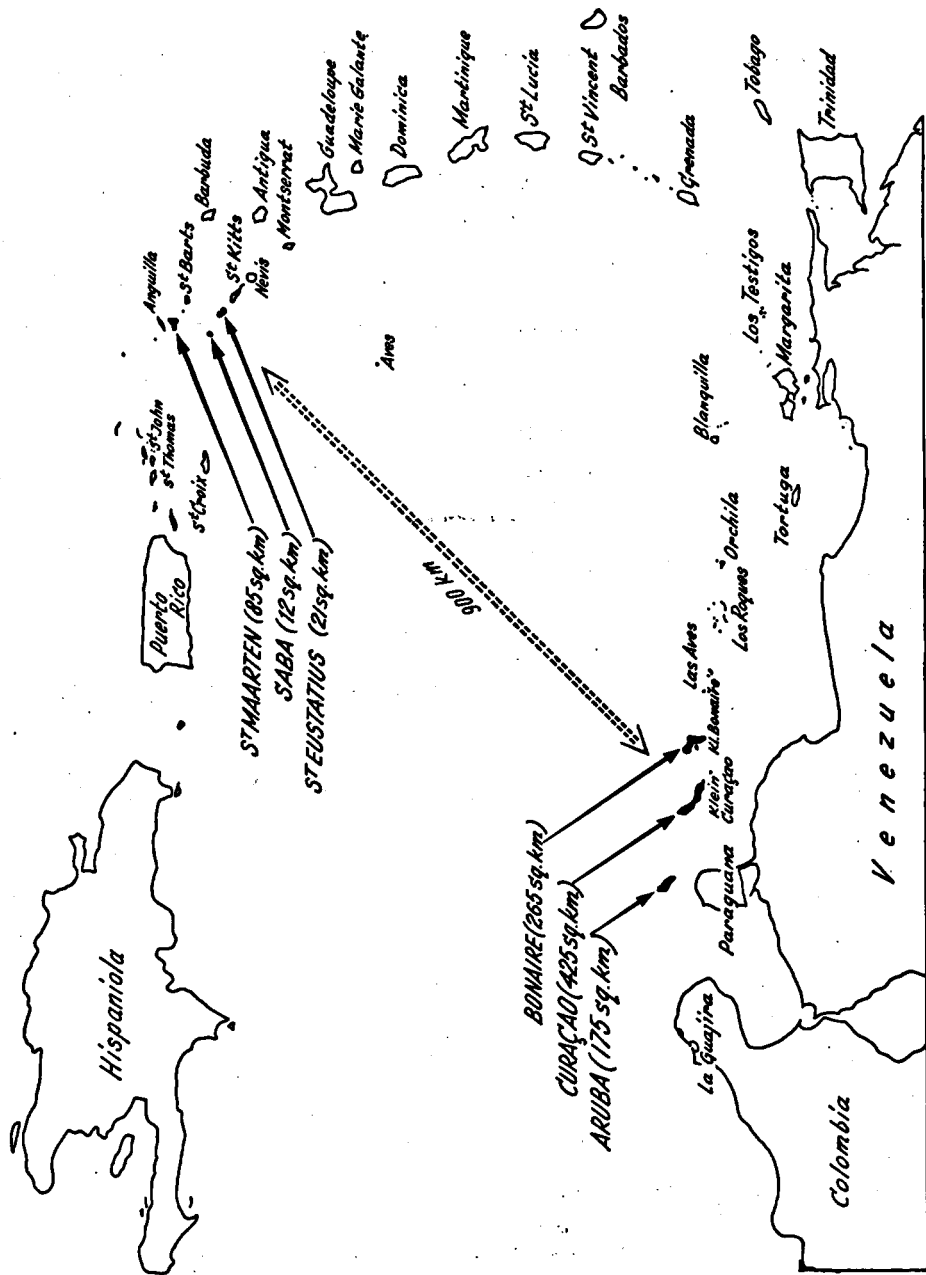 Hispaniola
Puerto
Rico
St Croix
St Thomas
St John
Anguilla
St Barts
Barbuda
St Kitts
Nevis
Antigua
Montserrat
Guadeloupe
Marie Galante
Dominica
Martinique
St Lucia
St Vincent
Barbados
Grenada
Tobago
Trinidad
Aves
ST MAARTEN (85 sq.km)
SABA (12 sq.km)
ST EUSTATIUS (21 sq.km)
900 km
BONAIRE (265 sq.km)
CURAÇAO (425 sq.km)
ARUBA (175 sq.km)
La Guajira
Paraguana
Klein
Curaçao
Kl. Bonaire
Las Aves
Los Roques
Orchila
Blanquilla
Tortuga
Los Testigos
Margarita
Colombia
Venezuela